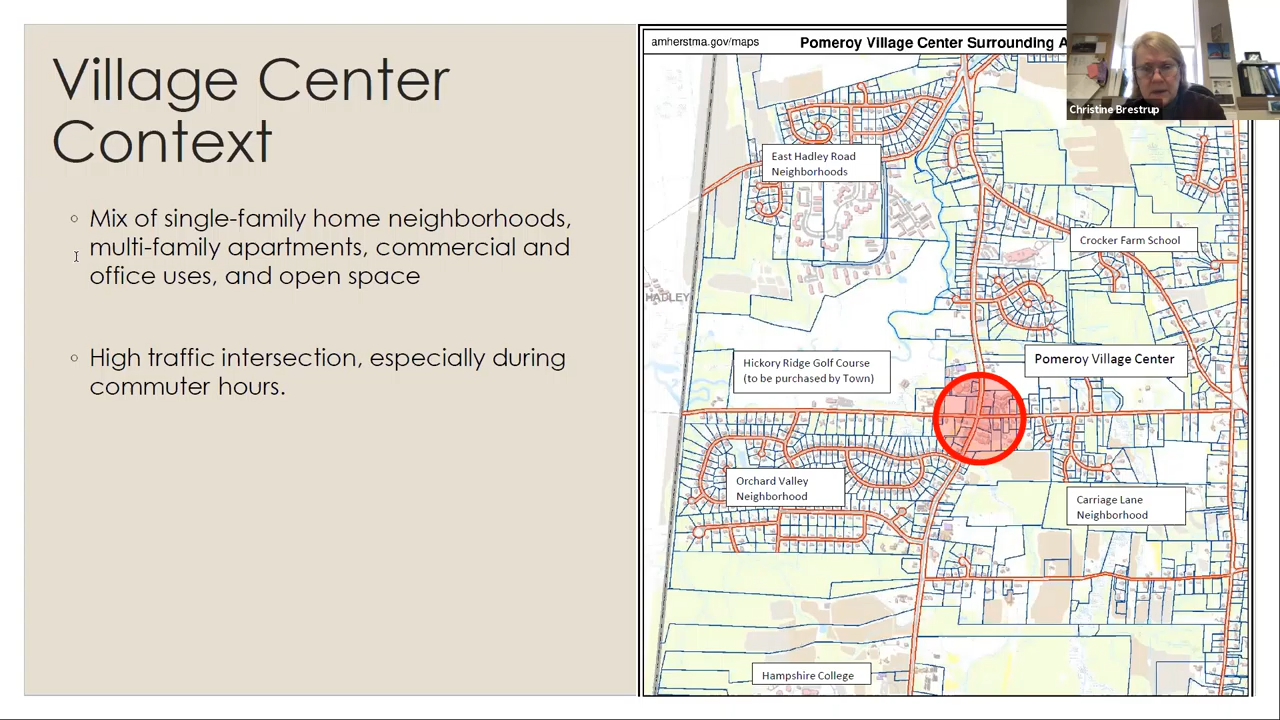 Village Center
Context
◦ Mix of single-family home neighborhoods,
multi-family apartments, commercial and
office uses, and open space
◦ High traffic intersection, especially during
commuter hours.
amherstma.gov/maps
Pomeroy Village Center Surrounding A
Christine Brestrup
East Hadley Road
Neighborhoods
Crocker Farm School
HADLEY
Hickory Ridge Golf Course
(to be purchased by Town)
Pomeroy Village Center
Orchard Valley
Neighborhood
Carriage Lane
Neighborhood
Hampshire College